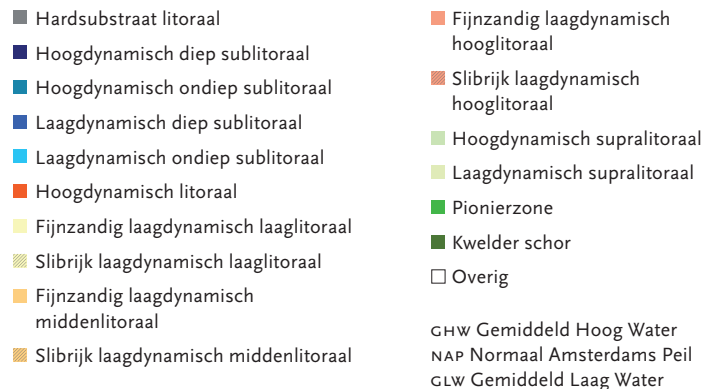 Hardsubstraat litoraal
Hoogdynamisch diep sublitoraal
Hoogdynamisch ondiep sublitoraal
Laagdynamisch diep sublitoraal
Laagdynamisch ondiep sublitoraal
Hoogdynamisch litoraal
Fijnzandig laagdynamisch laaglitoraal
Slibrijk laagdynamisch laaglitoraal
Fijnzandig laagdynamisch
middenlitoraal
Slibrijk laagdynamisch middenlitoraal
Fijnzandig laagdynamisch
hooglitoraal
Slibrijk laagdynamisch
hooglitoraal
Hoogdynamisch supralitoraal
Laagdynamisch supralitoraal
Pionierzone
Kwelder schor
Overig
GHW Gemiddeld Hoog Water
NAP Normaal Amsterdams Peil
GLW Gemiddeld Laag Water